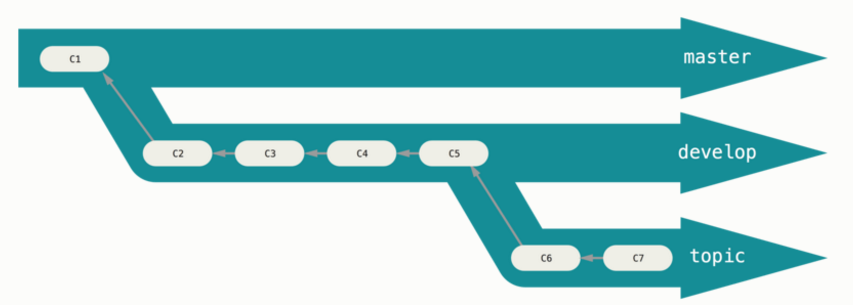 C1
master
C2 C3 C4 C5
develop
C6 C7
topic